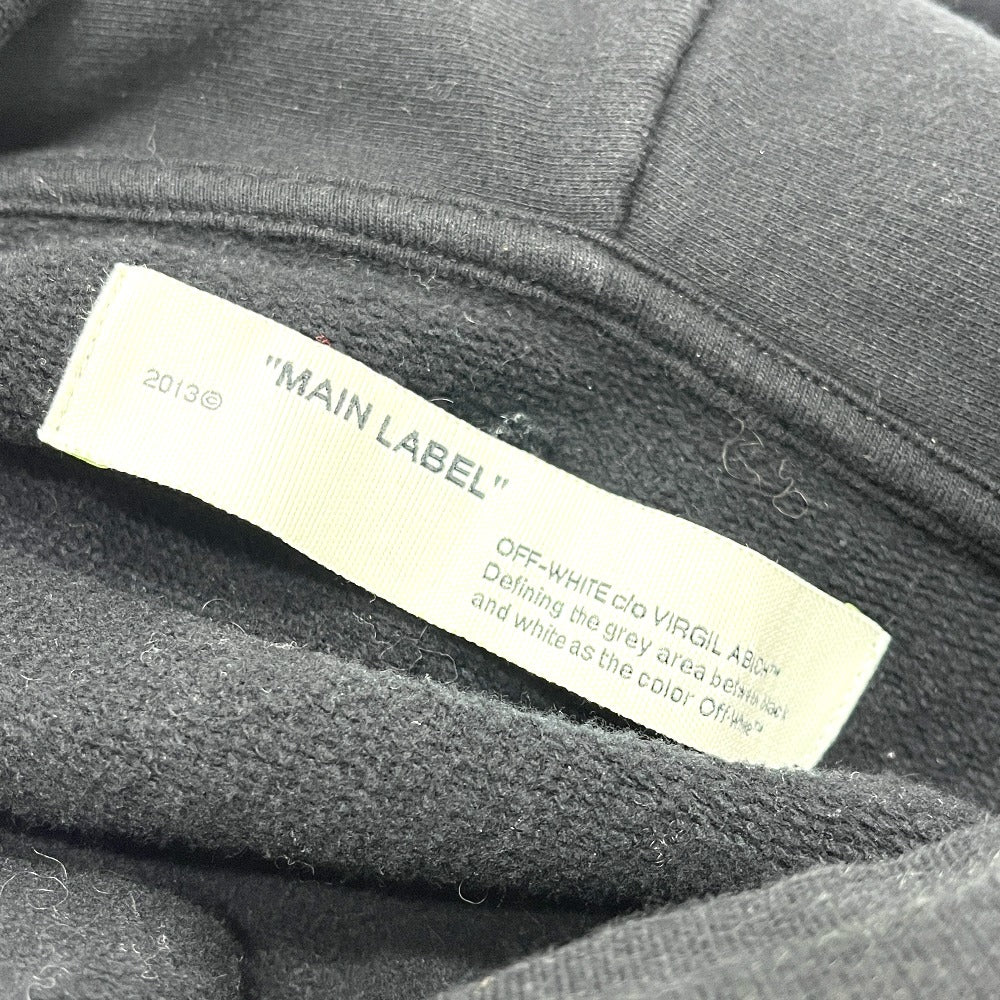 2013©
"MAIN LABEL"
OFF-WHITE c/o VIRGIL ABLOH™
Defining the grey area between black
and white as the color Off-White™